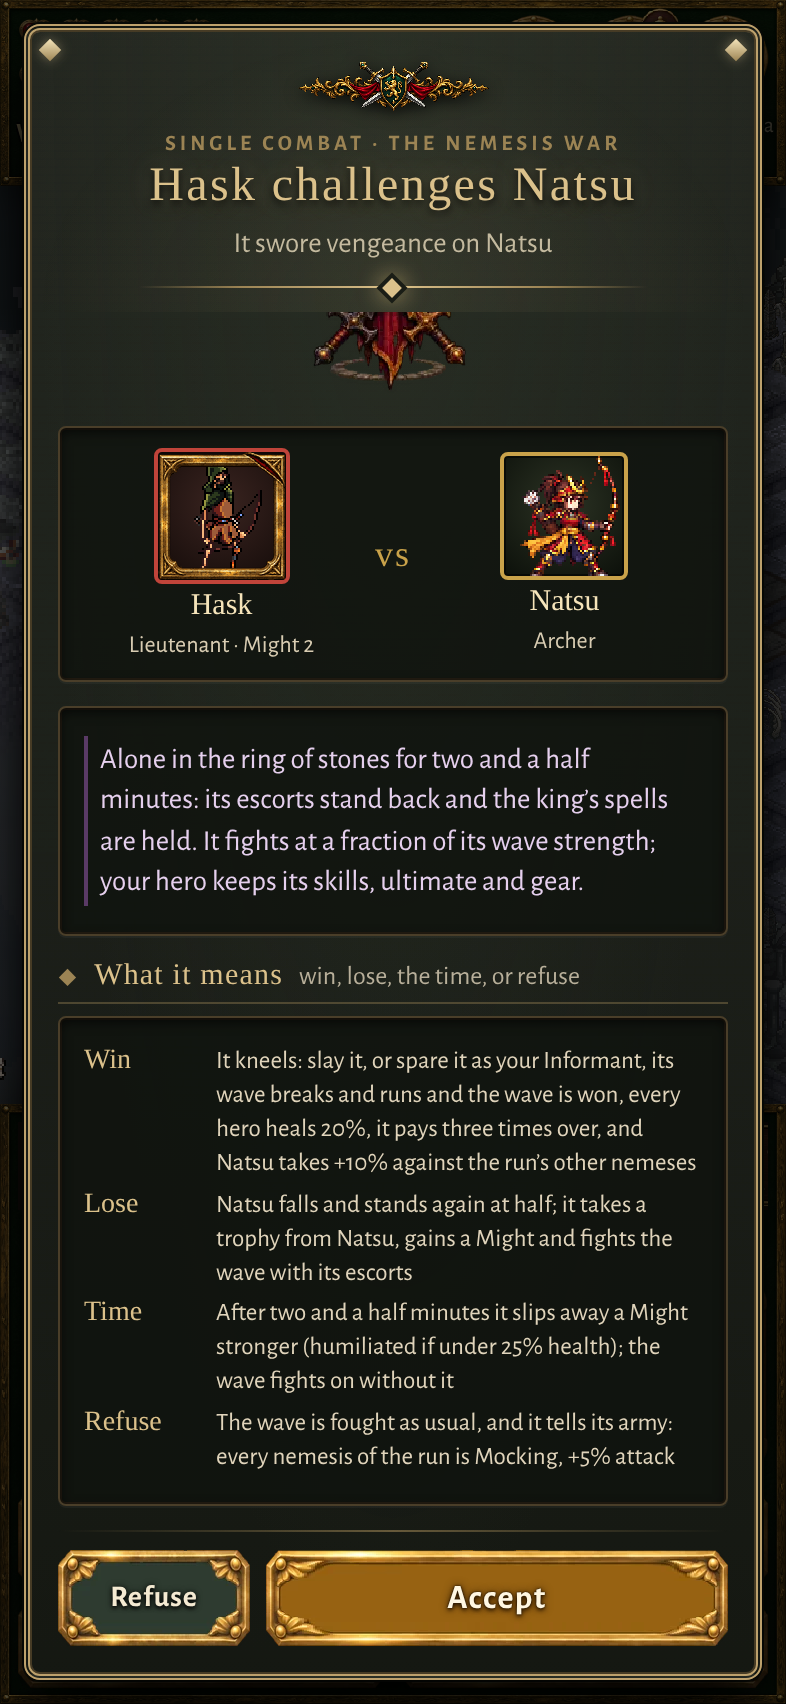 SINGLE COMBAT · THE NEMESIS WAR
Hask challenges Natsu
It swore vengeance on Natsu
Hask
Lieutenant · Might 2
vs
Natsu
Archer
Alone in the ring of stones for two and a half
minutes: its escorts stand back and the king’s spells
are held. It fights at a fraction of its wave strength;
your hero keeps its skills, ultimate and gear.
What it means win, lose, the time, or refuse
Win
It kneels: slay it, or spare it as your Informant, its
wave breaks and runs and the wave is won, every
hero heals 20%, it pays three times over, and
Natsu takes +10% against the run’s other nemeses
Lose
Natsu falls and stands again at half; it takes a
trophy from Natsu, gains a Might and fights the
wave with its escorts
Time
After two and a half minutes it slips away a Might
stronger (humiliated if under 25% health); the
wave fights on without it
Refuse
The wave is fought as usual, and it tells its army:
every nemesis of the run is Mocking, +5% attack
Refuse
Accept